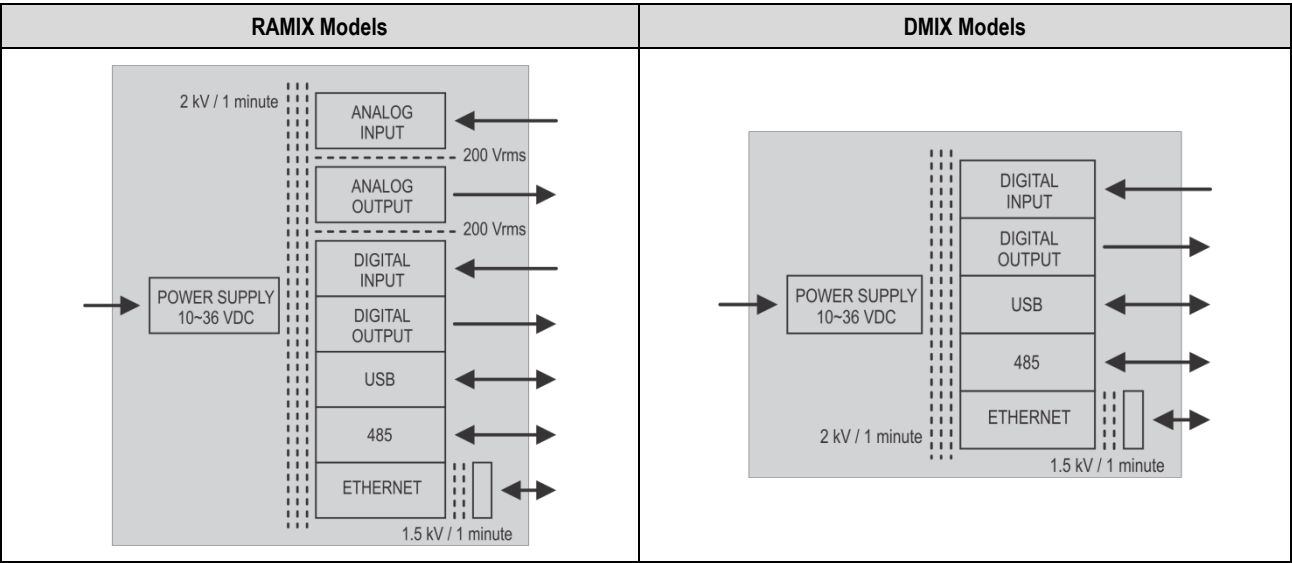 RAMIX Models
DMIX Models
2 kV / 1 minute
ANALOG
INPUT
200 Vrms
ANALOG
OUTPUT
200 Vrms
DIGITAL
INPUT
POWER SUPPLY
10~36 VDC
DIGITAL
OUTPUT
USB
485
ETHERNET
1.5 kV / 1 minute
DIGITAL
INPUT
DIGITAL
OUTPUT
POWER SUPPLY
10~36 VDC
USB
485
ETHERNET
2 kV / 1 minute
1.5 kV / 1 minute